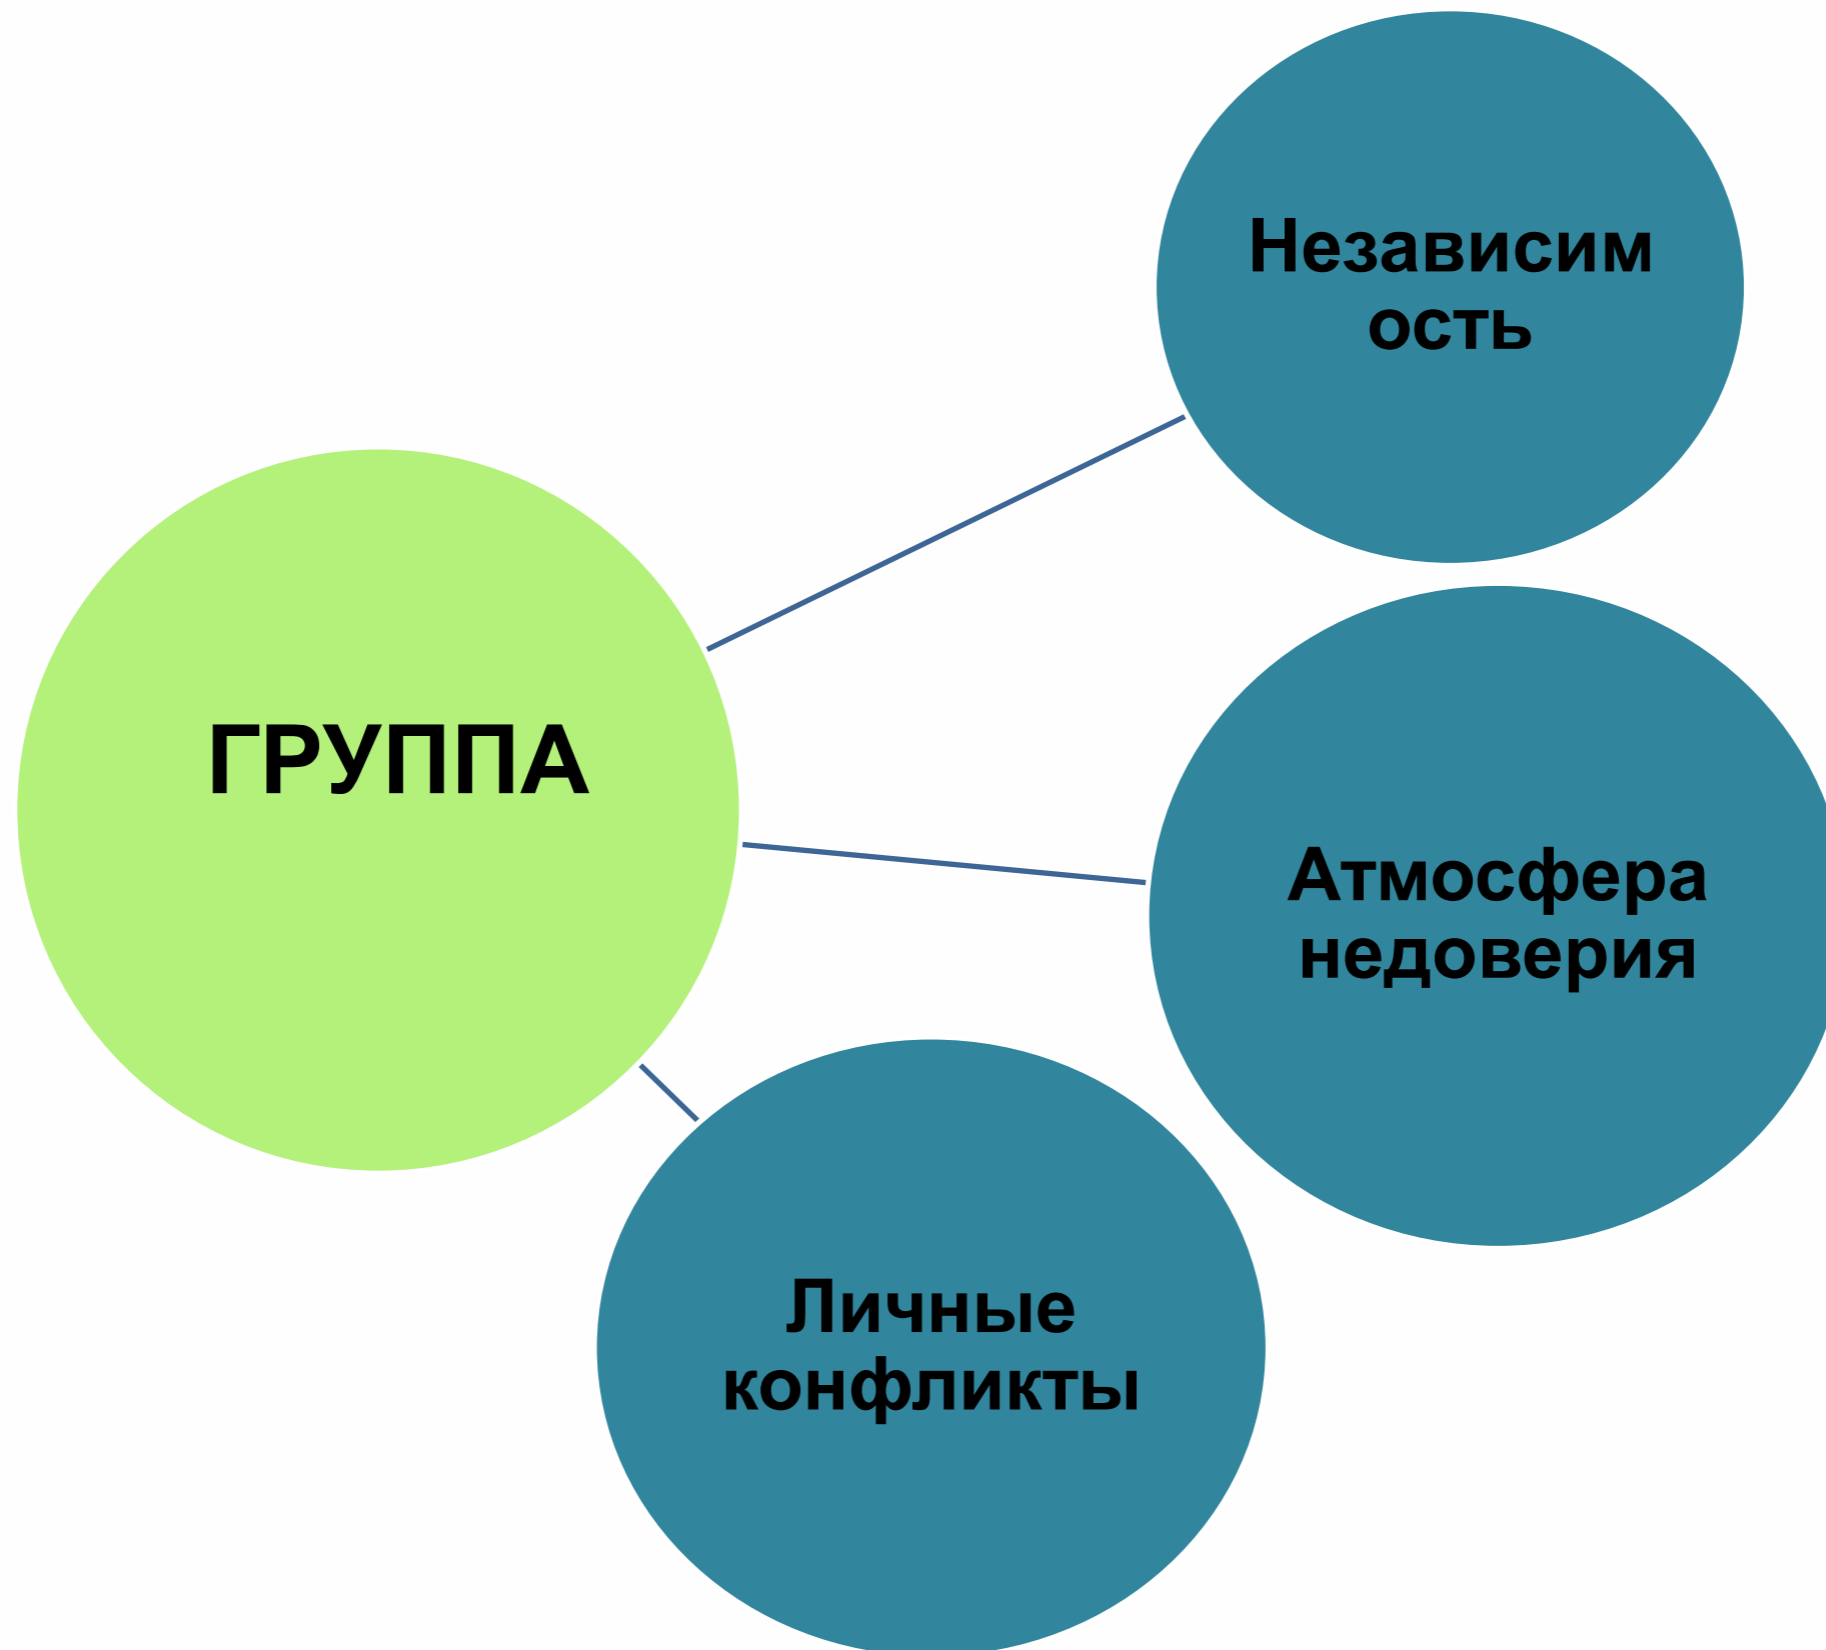 Независим
ость
ГРУППА
Атмосфера
недоверия
Личные
конфликты